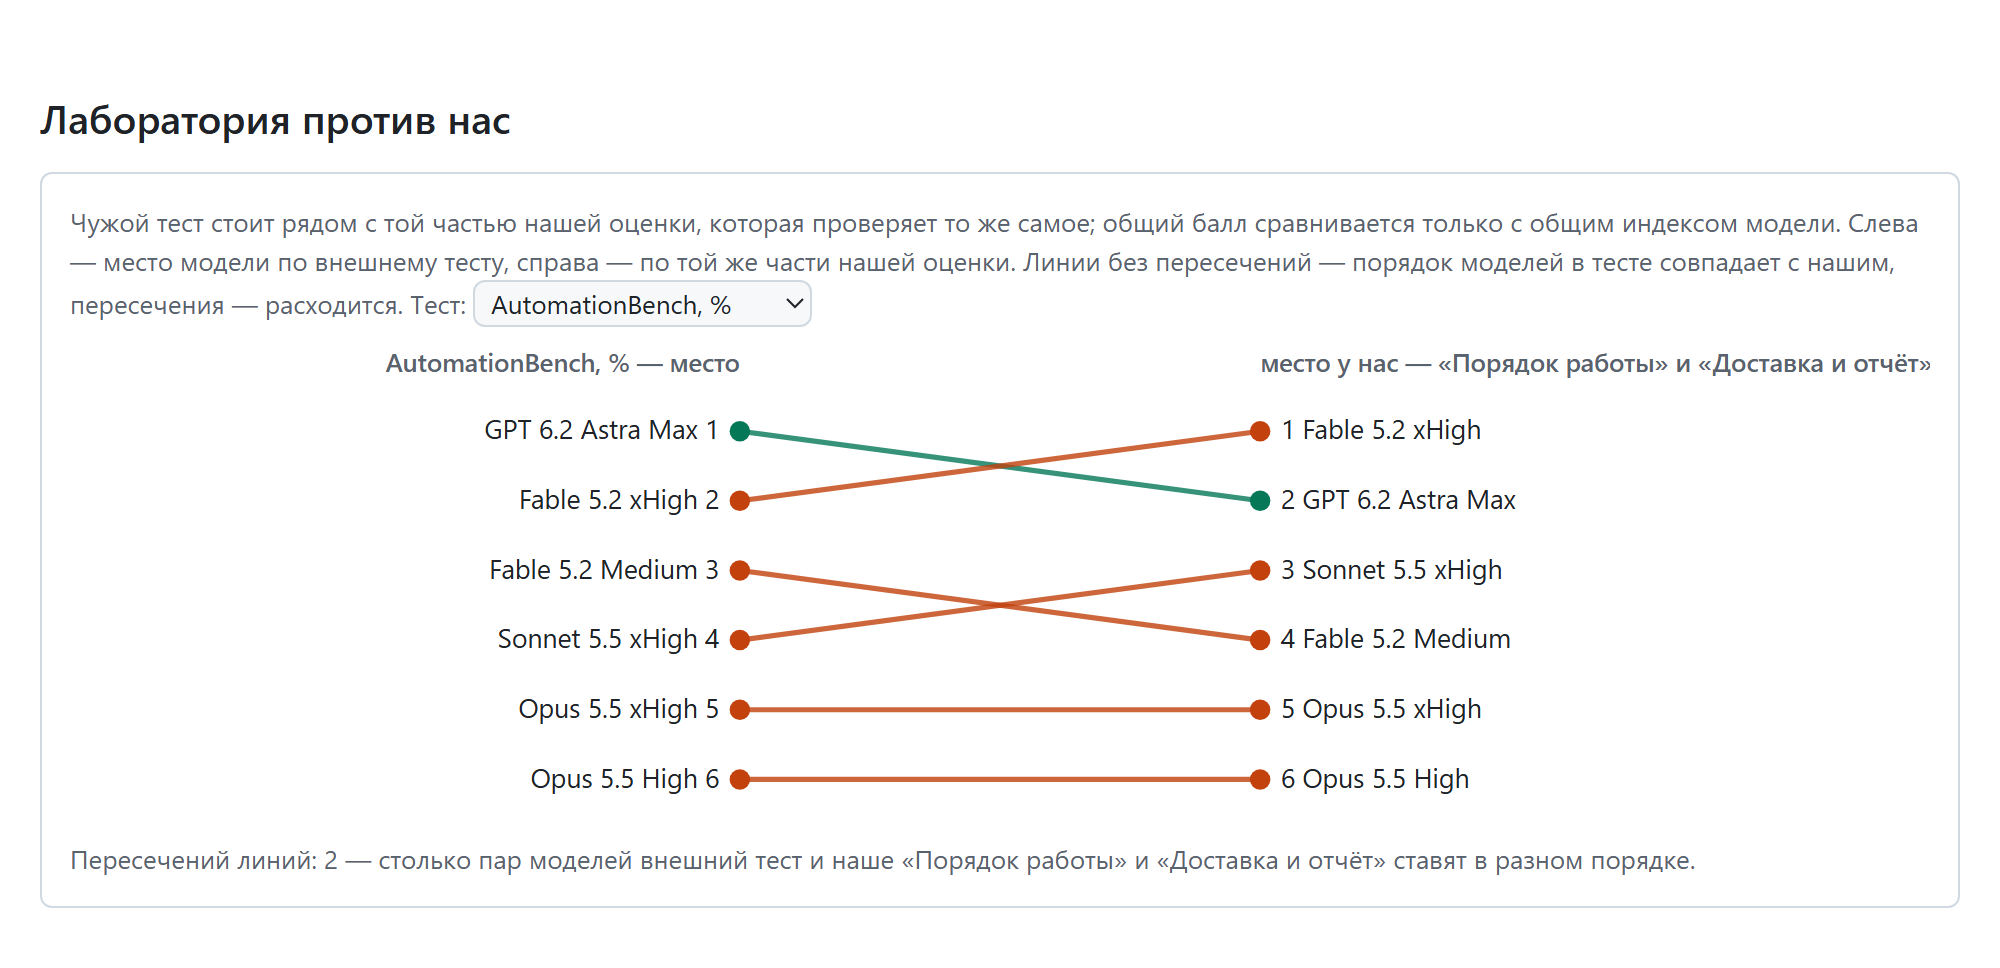 Лаборатория против нас
Чужой тест стоит рядом с той частью нашей оценки, которая проверяет то же самое; общий балл сравнивается только с общим индексом модели. Слева
— место модели по внешнему тесту, справа — по той же части нашей оценки. Линии без пересечений — порядок моделей в тесте совпадает с нашим,
пересечения — расходится. Тест: AutomationBench, %
AutomationBench, % — место
место у нас — «Порядок работы» и «Доставка и отчёт»
GPT 6.2 Astra Max 1
1 Fable 5.2 xHigh
Fable 5.2 xHigh 2
2 GPT 6.2 Astra Max
Fable 5.2 Medium 3
3 Sonnet 5.5 xHigh
Sonnet 5.5 xHigh 4
4 Fable 5.2 Medium
Opus 5.5 xHigh 5
5 Opus 5.5 xHigh
Opus 5.5 High 6
6 Opus 5.5 High
Пересечений линий: 2 — столько пар моделей внешний тест и наше «Порядок работы» и «Доставка и отчёт» ставят в разном порядке.